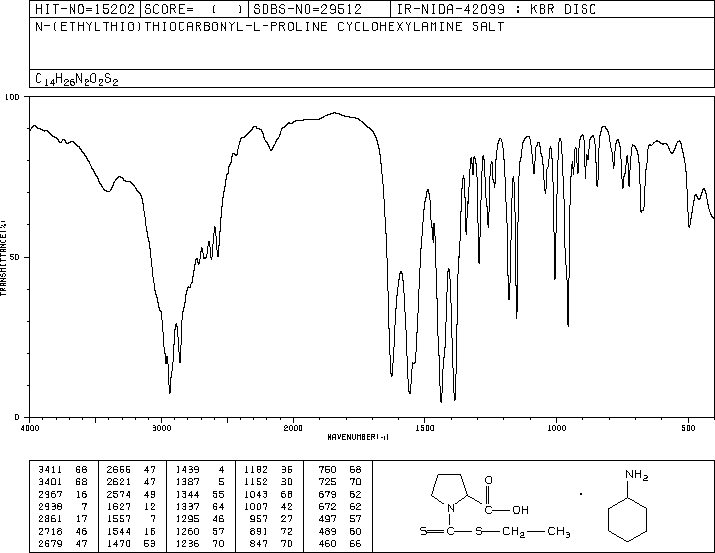 HIT-NO=15202 SCORE= ( ) SDBS-NO=29512 IR-NIDA-42099 : KBR DISC
N-(ETHYLTHIO)THIOCARBONYL-L-PROLINE CYCLOHEXYLAMINE SALT
C14H26N2O2S2
100
50
0
TRANSMITTANCE(%)
4000 3000 2000 1500 1000 500
WAVENUMBER(-1)
3411 68 2666 47 1439 4 1182 35 750 68
3401 68 2621 47 1387 5 1152 30 725 70
2967 16 2574 49 1344 55 1043 68 679 62
2938 7 1627 12 1337 64 1007 42 672 62
2861 17 1557 7 1295 46 957 27 497 57
2718 46 1544 16 1260 57 891 72 489 60
2679 47 1470 53 1236 70 847 70 460 66
NH2
O
C OH
N
S C S CH2 CH3